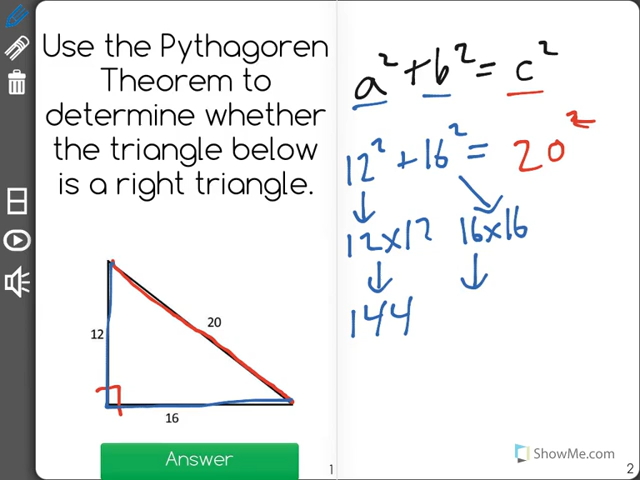 Use the Pythagoren
Theorem to
determine whether
the triangle below
is a right triangle.
12
20
16
Answer
1
a² + b² = c²
12² + 16² = 20²
12x12 16x16
144
ShowMe.com
2